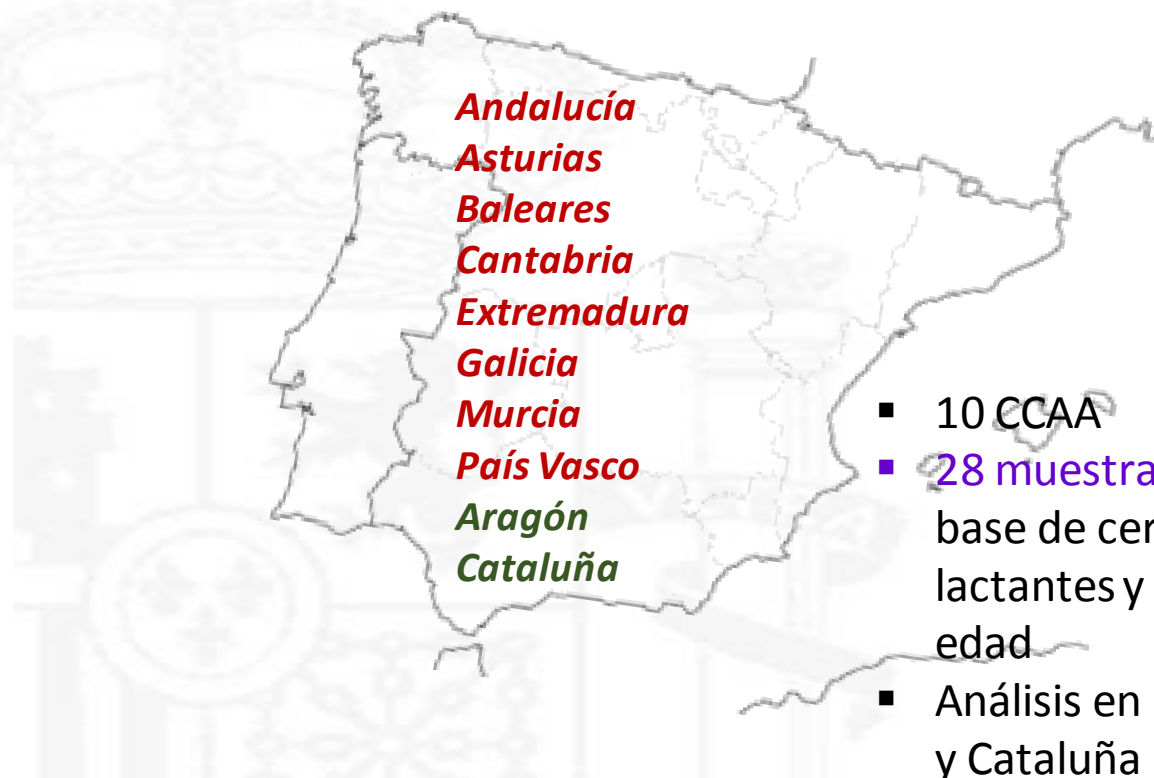 Andalucía
Asturias
Baleares
Cantabria
Extremadura
Galicia
Murcia
País Vasco
Aragón
Cataluña
▪ 10 CCAA
▪ 28 muestra
base de cer
lactantes y
edad
▪ Análisis en
y Cataluña